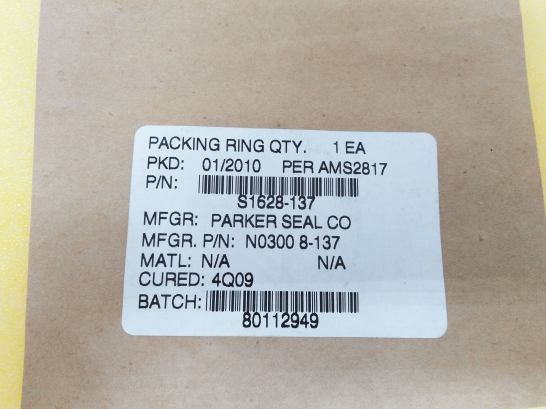 PACKING RING QTY. 1 EA
PKD: 01/2010 PER AMS2817
P/N:
S1628-137
MFGR: PARKER SEAL CO
MFGR. P/N: N0300 8-137
MATL: N/A N/A
CURED: 4Q09
BATCH:
80112949